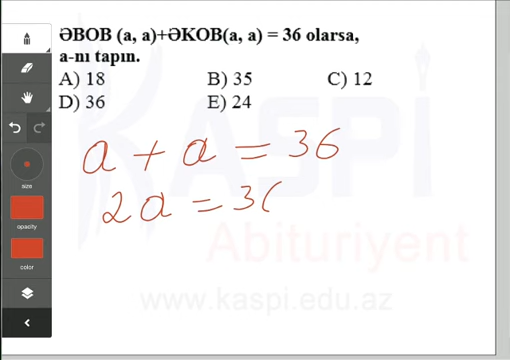 ƏBOB (a, a)+ƏKOB(a, a) = 36 olarsa,
a-nı tapın.
A) 18 B) 35 C) 12
D) 36 E) 24
a + a = 36
2a = 3(
KASPI
Abituriyent
www.kaspi.edu.az
size
opacity
color